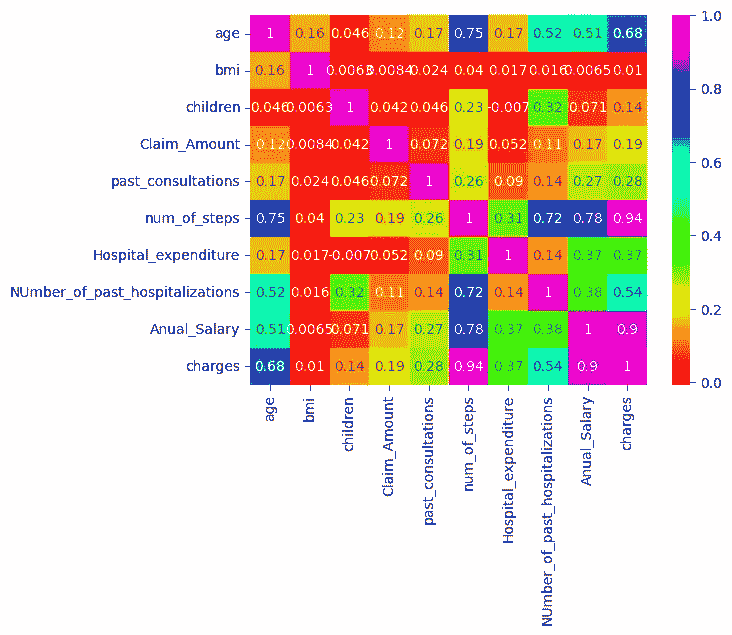 age 1 0.16 0.046 0.12 0.17 0.75 0.17 0.52 0.51 0.68
bmi 0.16 1 0.0063 0.0084 0.024 0.04 0.017 0.016 0.0065 0.01
children 0.046 0.0063 1 0.042 0.046 0.23 -0.007 0.32 0.071 0.14
Claim_Amount 0.12 0.0084 0.042 1 0.072 0.19 0.052 0.11 0.17 0.19
past_consultations 0.17 0.024 0.046 0.072 1 0.26 0.09 0.14 0.27 0.28
num_of_steps 0.75 0.04 0.23 0.19 0.26 1 0.31 0.72 0.78 0.94
Hospital_expenditure 0.17 0.017 -0.007 0.052 0.09 0.31 1 0.14 0.37 0.37
NUmber_of_past_hospitalizations 0.52 0.016 0.32 0.11 0.14 0.72 0.14 1 0.38 0.54
Anual_Salary 0.51 0.0065 0.071 0.17 0.27 0.78 0.37 0.38 1 0.9
charges 0.68 0.01 0.14 0.19 0.28 0.94 0.37 0.54 0.9 1
age
bmi
children
Claim_Amount
past_consultations
num_of_steps
Hospital_expenditure
NUmber_of_past_hospitalizations
Anual_Salary
charges
1.0
0.8
0.6
0.4
0.2
0.0